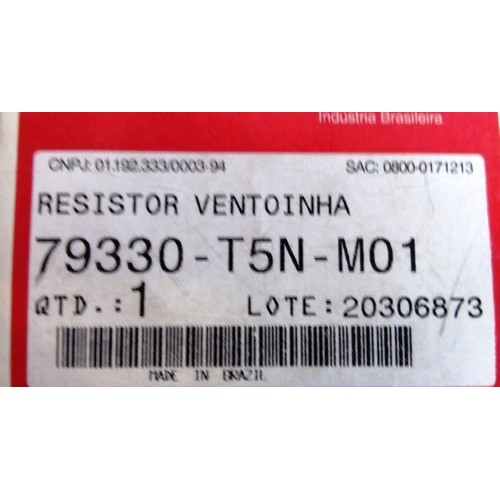 Indústria Brasileira
CNPJ: 01.192.333/0003-94 SAC: 0800-0171213
RESISTOR VENTOINHA
79330-T5N-M01
QTD.:1 LOTE:20306873
MADE IN BRAZIL